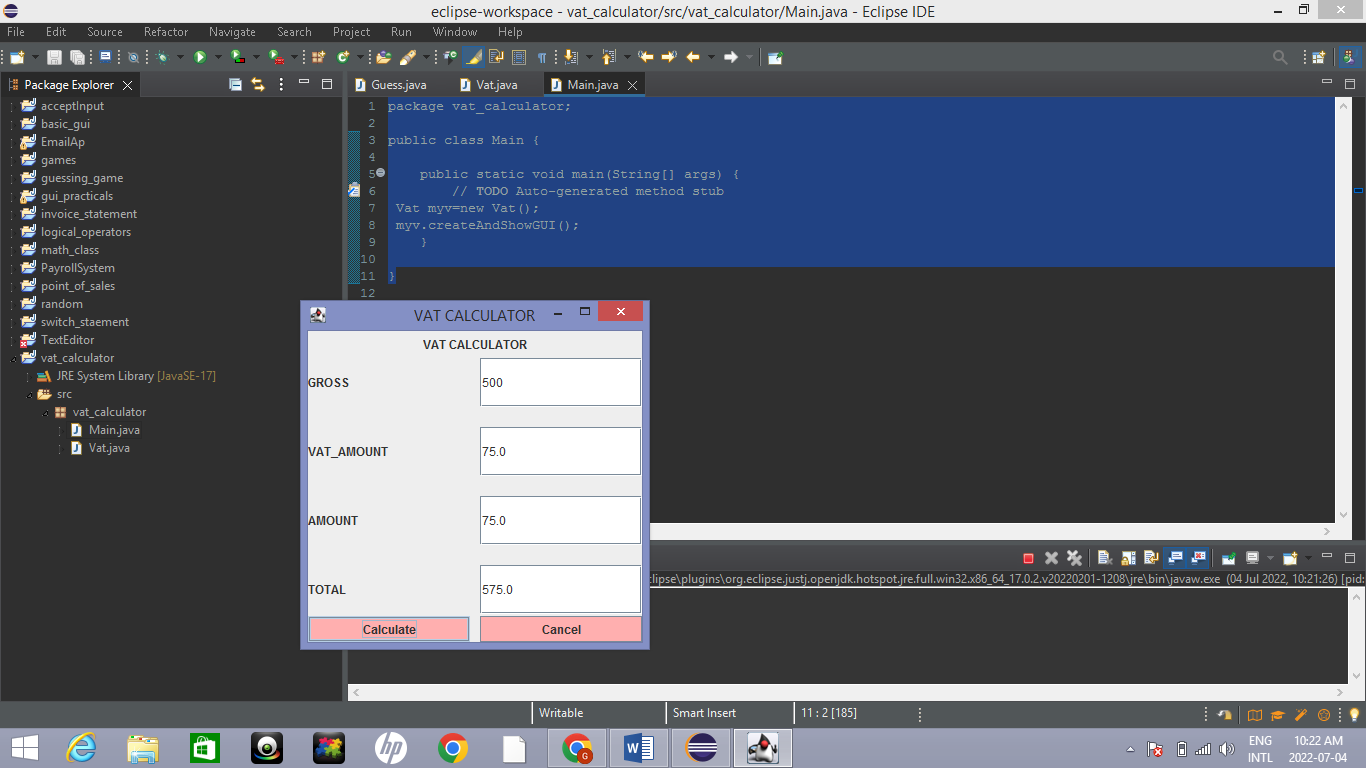 eclipse-workspace - vat_calculator/src/vat_calculator/Main.java - Eclipse IDE
File Edit Source Refactor Navigate Search Project Run Window Help
Package Explorer
acceptInput
basic_gui
EmailAp
games
guessing_game
gui_practicals
invoice_statement
logical_operators
math_class
PayrollSystem
point_of_sales
random
switch_staement
TextEditor
vat_calculator
JRE System Library [JavaSE-17]
src
vat_calculator
Main.java
Vat.java
Guess.java Vat.java Main.java
1 package vat_calculator;
2
3 public class Main {
4
5 public static void main(String[] args) {
6 // TODO Auto-generated method stub
7 Vat myv=new Vat();
8 myv.createAndShowGUI();
9 }
10
11 }
12
VAT CALCULATOR
VAT CALCULATOR
GROSS 500
VAT_AMOUNT 75.0
AMOUNT 75.0
TOTAL 575.0
Calculate Cancel
clipse\plugins\org.eclipse.justj.openjdk.hotspot.jre.full.win32.x86_64_17.0.2.v20220201-1208\jre\bin\javaw.exe (04 Jul 2022, 10:21:26) [pid:
Writable Smart Insert 11 : 2 [185]
hp
G
W
ENG 10:22 AM
INTL 2022-07-04